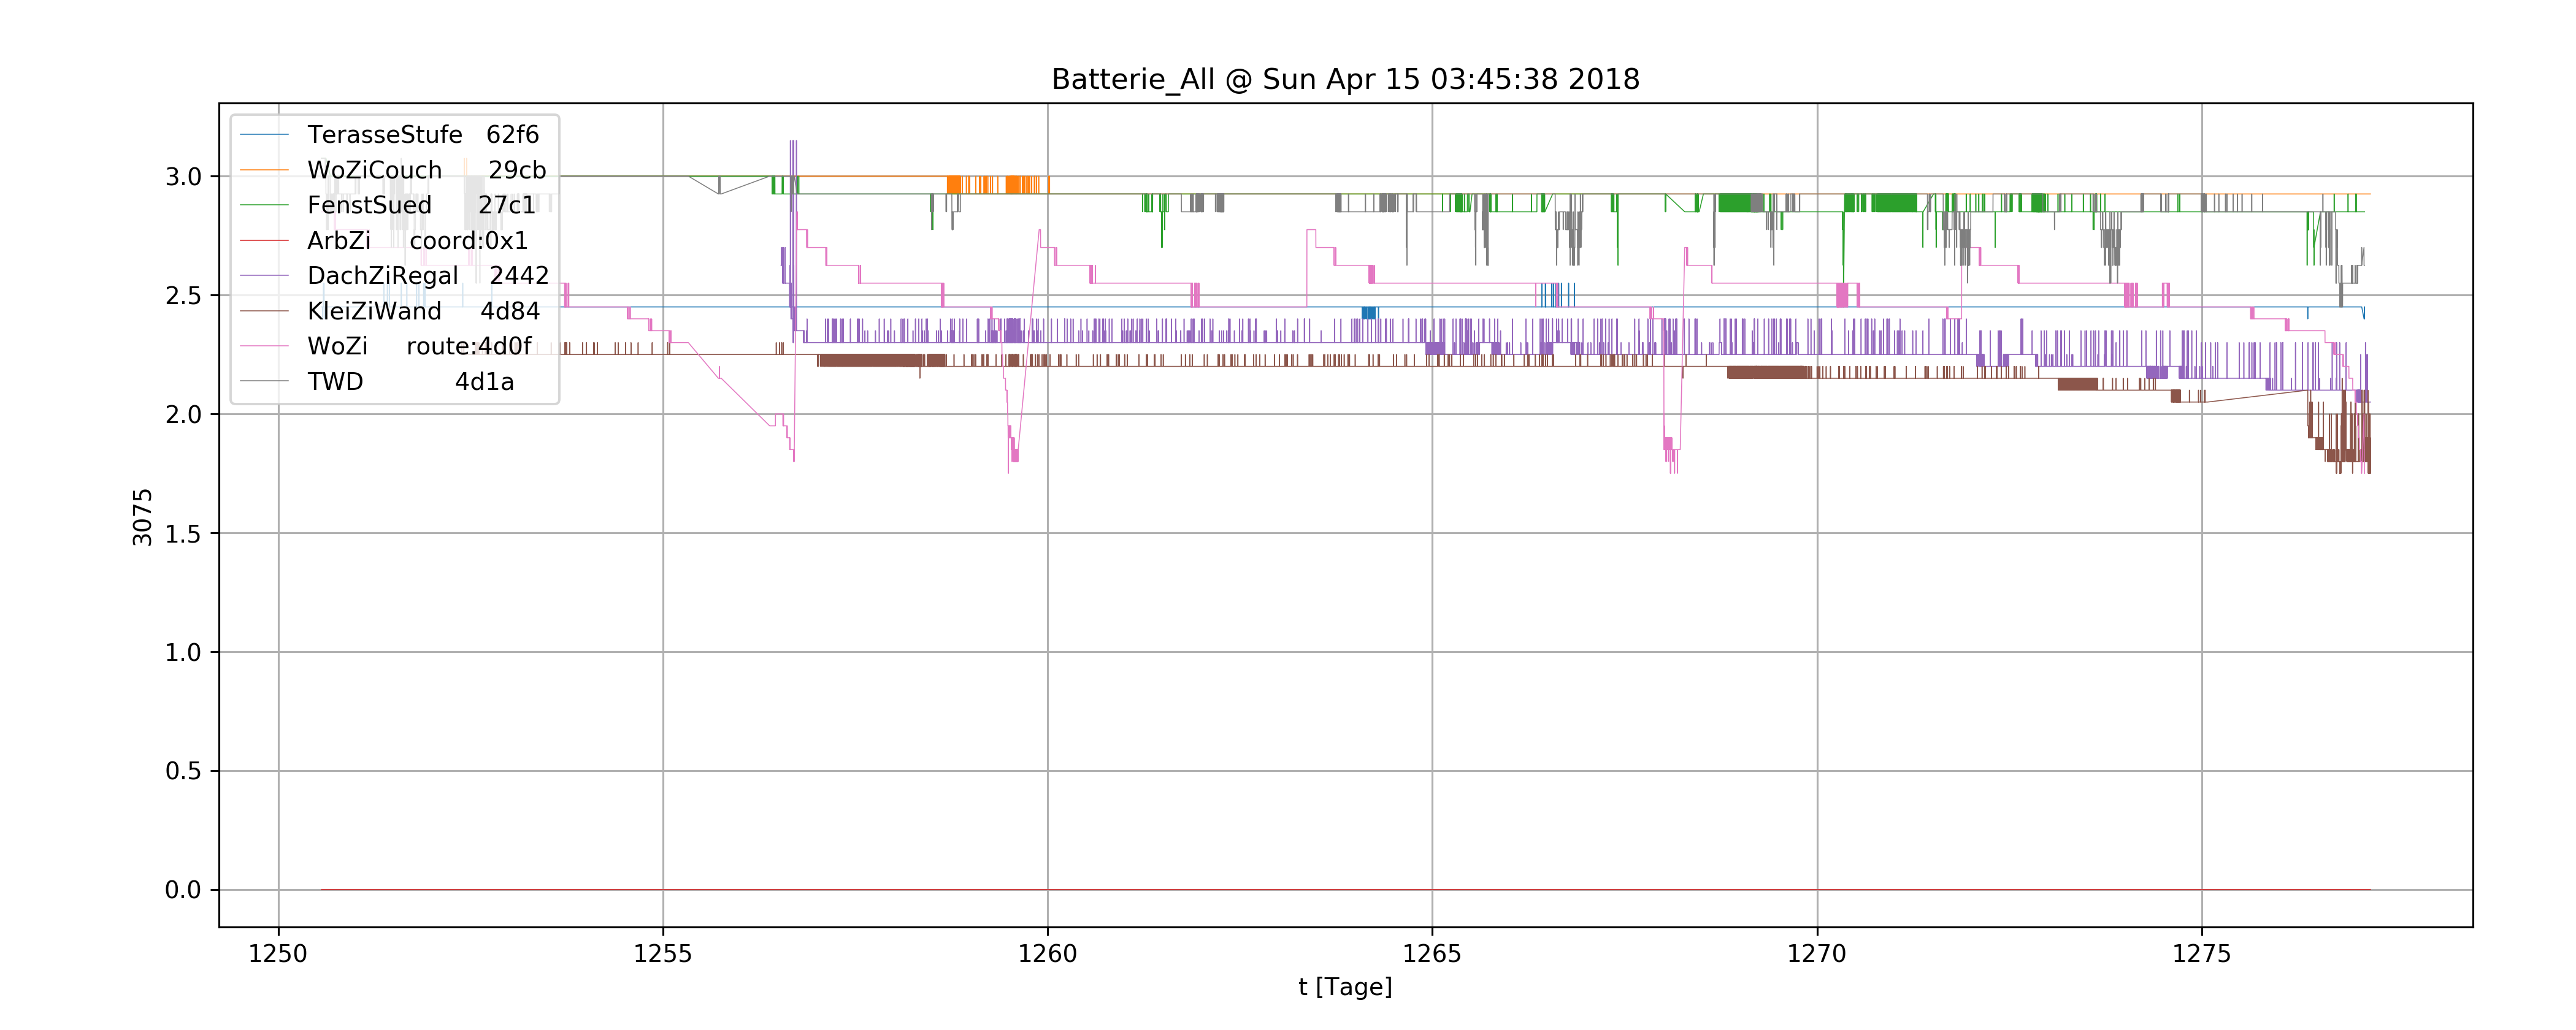 Batterie_All @ Sun Apr 15 03:45:38 2018
TerasseStufe 62f6
WoZiCouch 29cb
FenstSued 27c1
ArbZi coord:0x1
DachZiRegal 2442
KleiZiWand 4d84
WoZi route:4d0f
TWD 4d1a
3.0
2.5
2.0
1.5
1.0
0.5
0.0
3075
1250 1255 1260 1265 1270 1275
t [Tage]